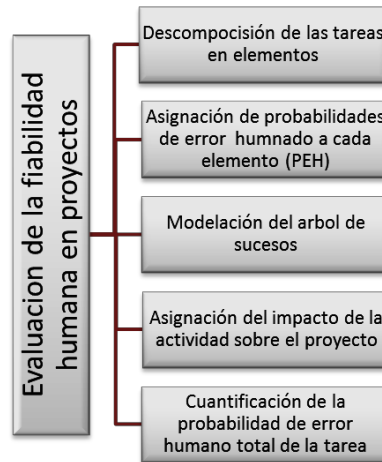 Evaluacion de la fiabilidad
humana en proyectos
Descomposición de las tareas
en elementos
Asignación de probabilidades
de error humnado a cada
elemento (PEH)
Modelación del arbol de
sucesos
Asignación del impacto de la
actividad sobre el proyecto
Cuantificación de la
probabilidad de error
humano total de la tarea